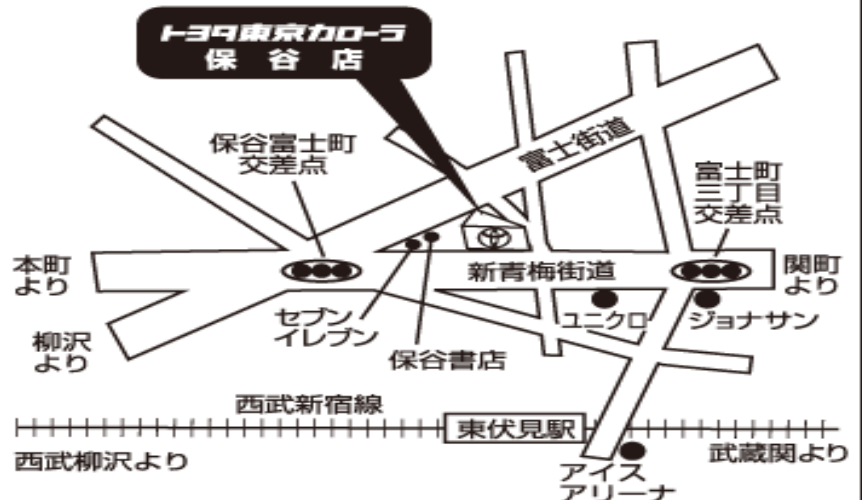 トヨタ東京カローラ
保谷店
保谷富士町
交差点
富士街道
富士町
三丁目
交差点
本町
より
新青梅街道
関町
より
柳沢
より
セブン
イレブン
保谷書店
ユニクロ
ジョナサン
西武新宿線
東伏見駅
西武柳沢より
武蔵関より
アイス
アリーナ